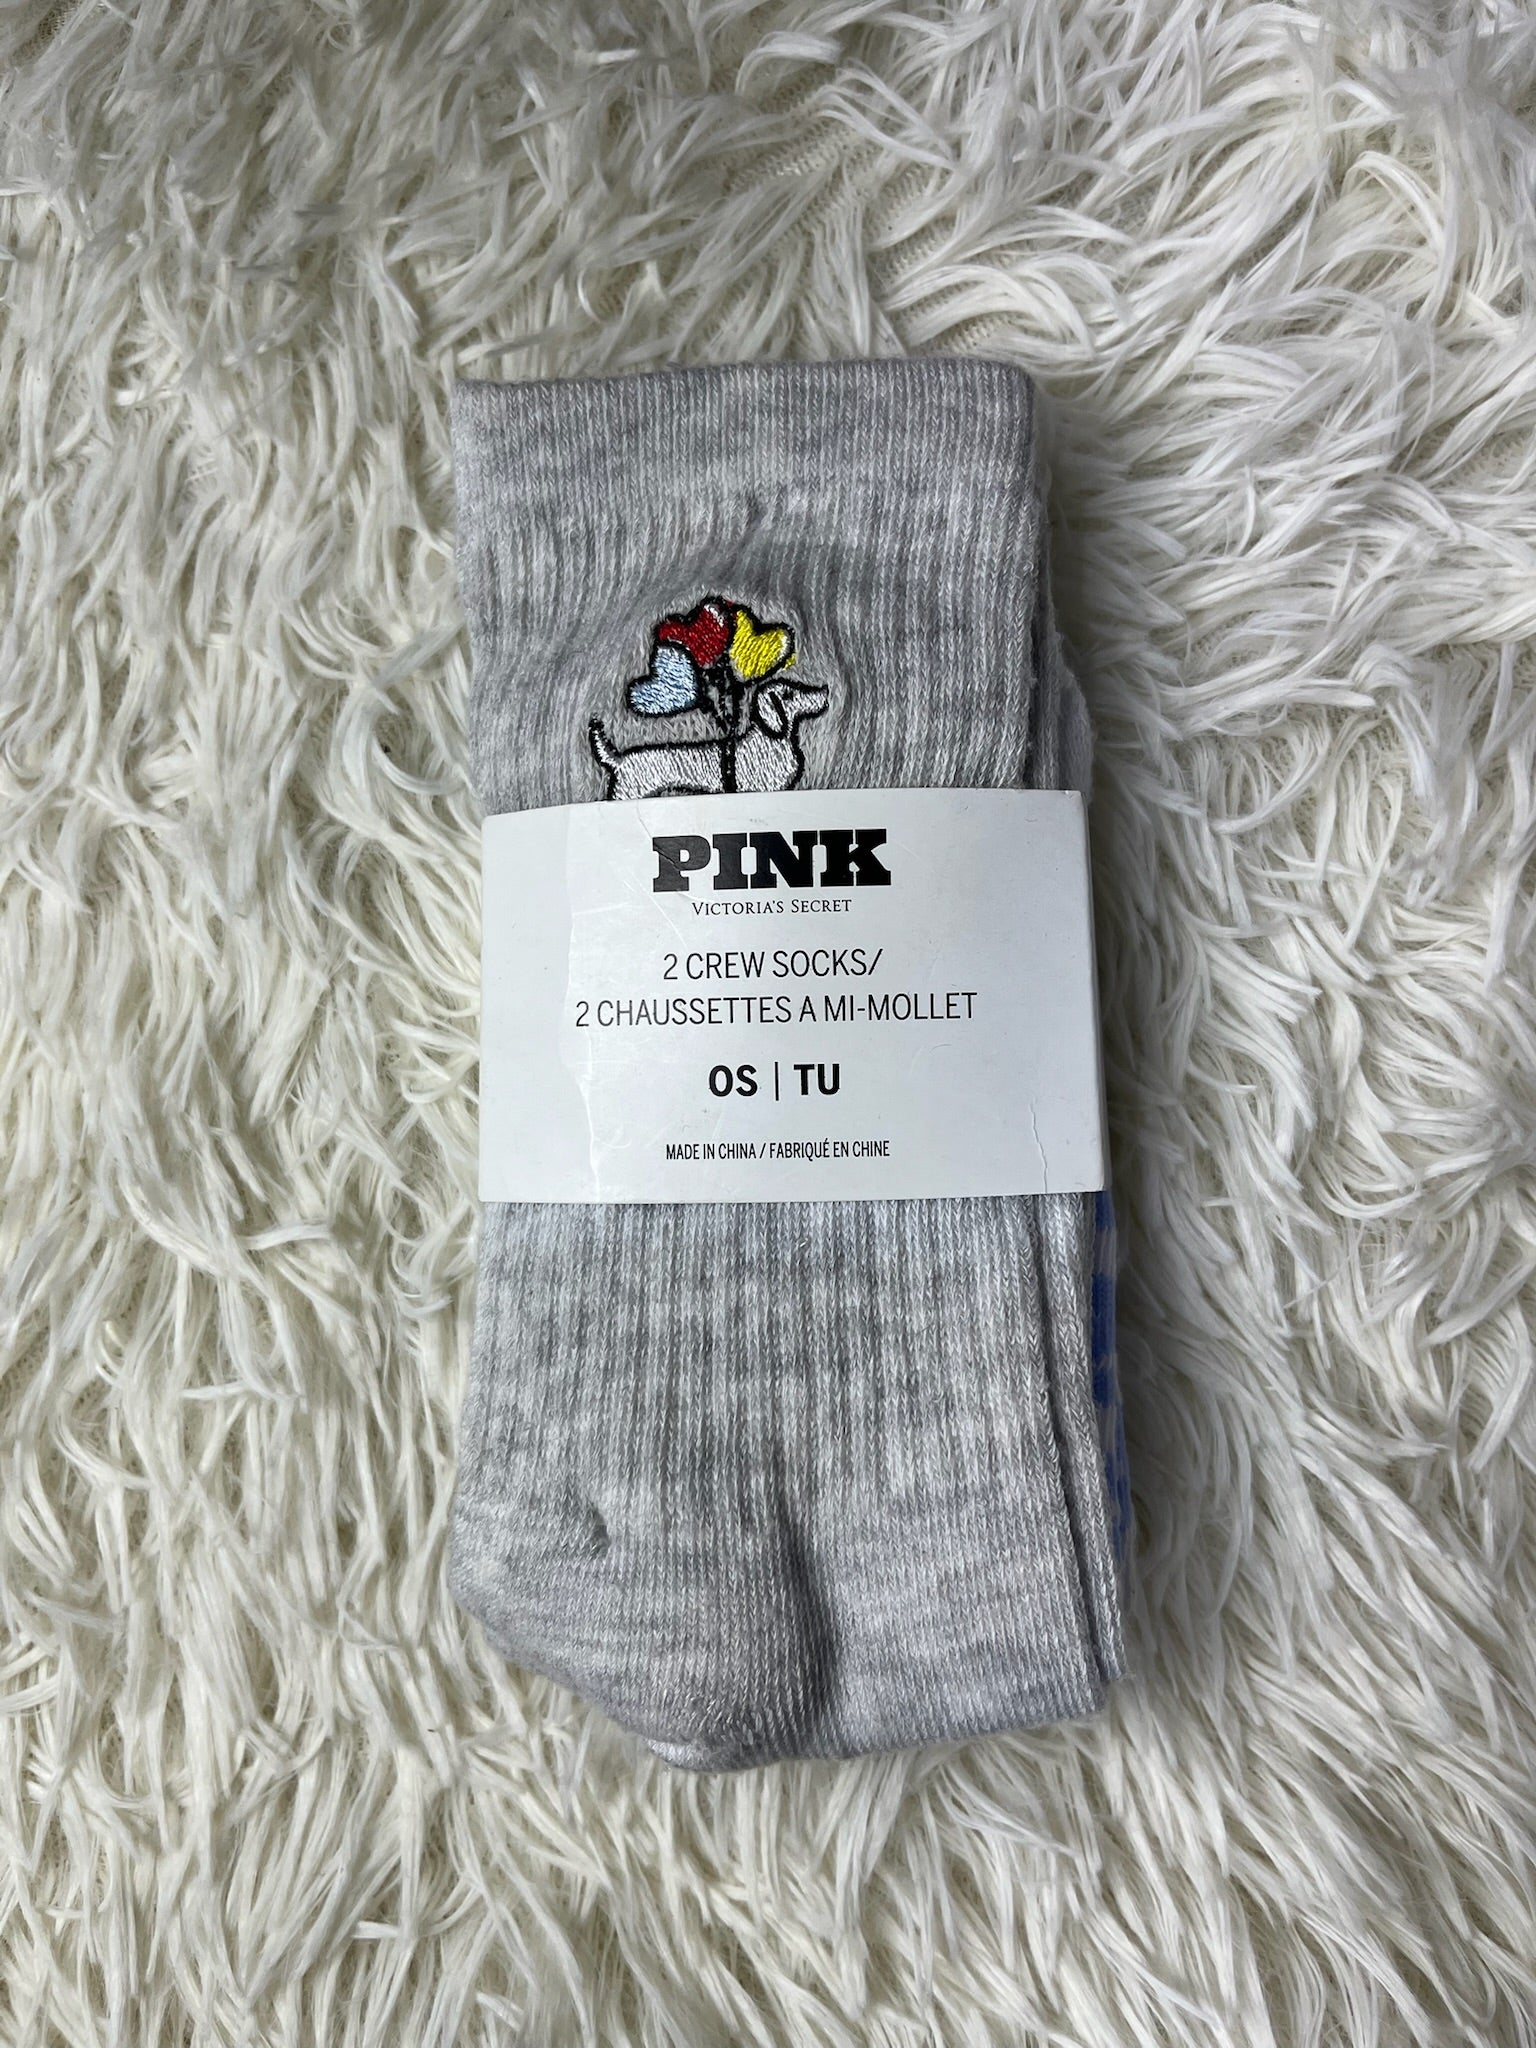 PINK
VICTORIA'S SECRET
2 CREW SOCKS/
2 CHAUSSETTES A MI-MOLLET
OS | TU
MADE IN CHINA / FABRIQUÉ EN CHINE